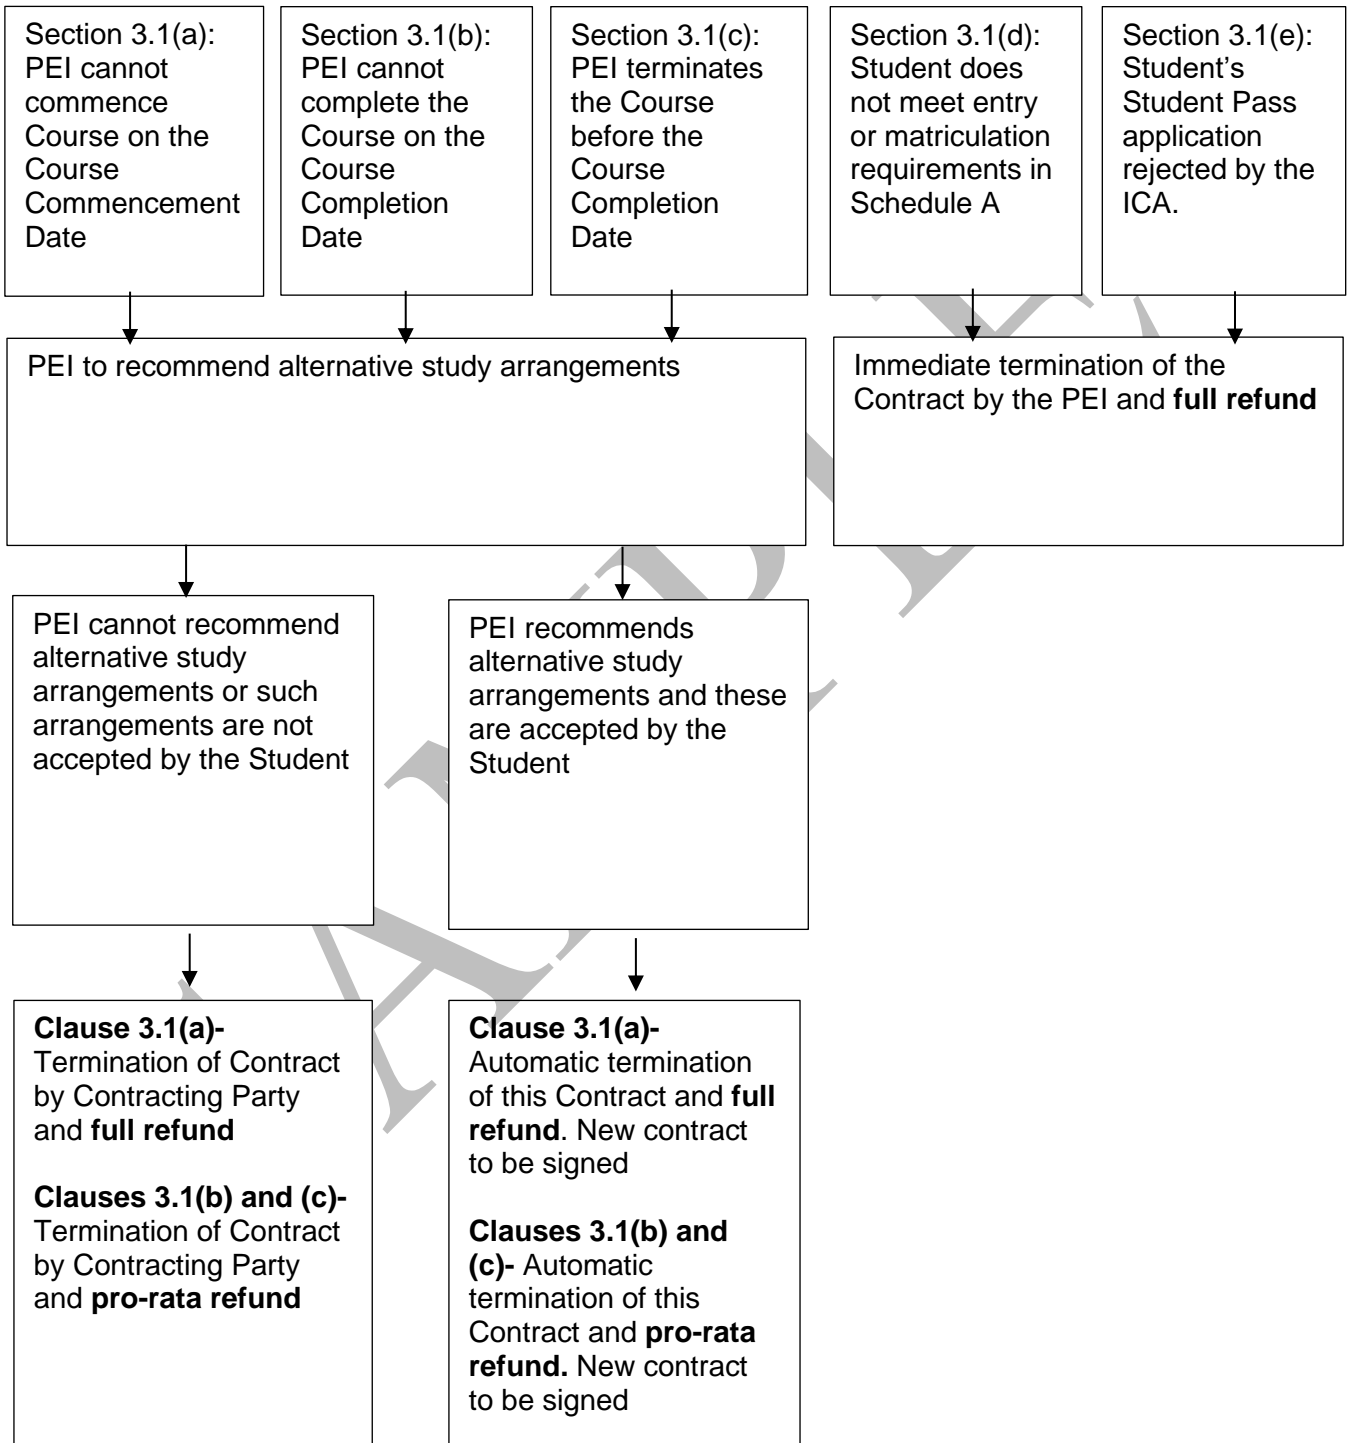 Section 3.1(a):
PEI cannot
commence
Course on the
Course
Commencement
Date
Section 3.1(b):
PEI cannot
complete the
Course on the
Course
Completion
Date
Section 3.1(c):
PEI terminates
the Course
before the
Course
Completion
Date
Section 3.1(d):
Student does
not meet entry
or matriculation
requirements in
Schedule A
Section 3.1(e):
Student’s
Student Pass
application
rejected by the
ICA.
PEI to recommend alternative study arrangements
Immediate termination of the
Contract by the PEI and full refund
PEI cannot recommend
alternative study
arrangements or such
arrangements are not
accepted by the Student
PEI recommends
alternative study
arrangements and these
are accepted by the
Student
Clause 3.1(a)-
Termination of Contract
by Contracting Party
and full refund
Clauses 3.1(b) and (c)-
Termination of Contract
by Contracting Party
and pro-rata refund
Clause 3.1(a)-
Automatic termination
of this Contract and full
refund. New contract
to be signed
Clauses 3.1(b) and
(c)- Automatic
termination of this
Contract and pro-rata
refund. New contract
to be signed